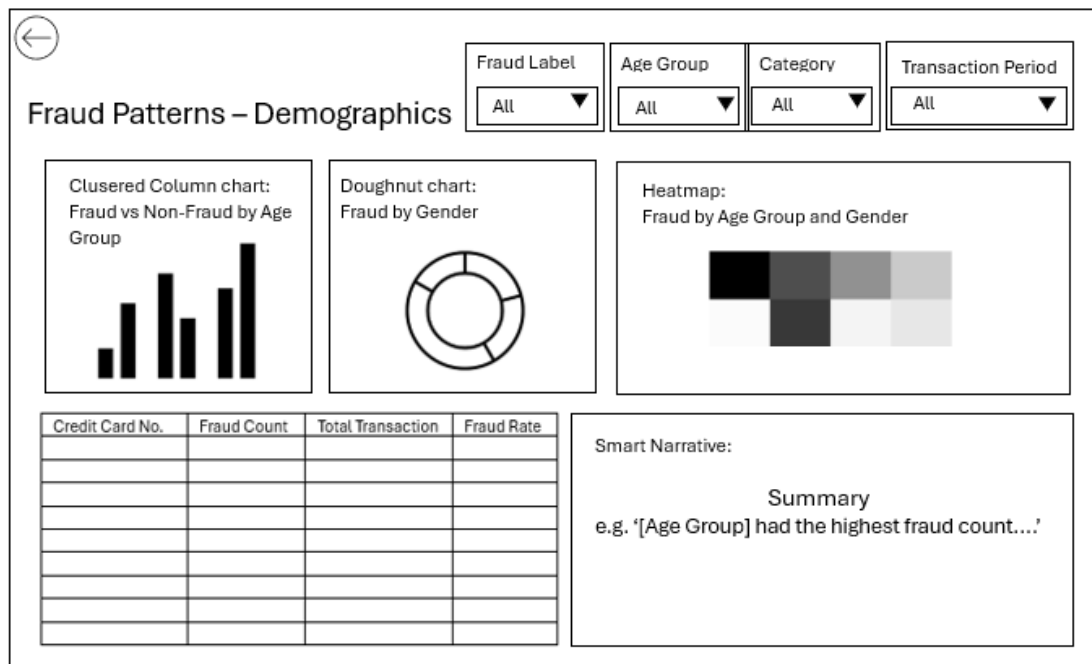 Fraud Patterns – Demographics
Fraud Label
All
Age Group
All
Category
All
Transaction Period
All
Clusered Column chart:
Fraud vs Non-Fraud by Age
Group
Doughnut chart:
Fraud by Gender
Heatmap:
Fraud by Age Group and Gender
Credit Card No. Fraud Count Total Transaction Fraud Rate
Smart Narrative:
Summary
e.g. ‘[Age Group] had the highest fraud count....’